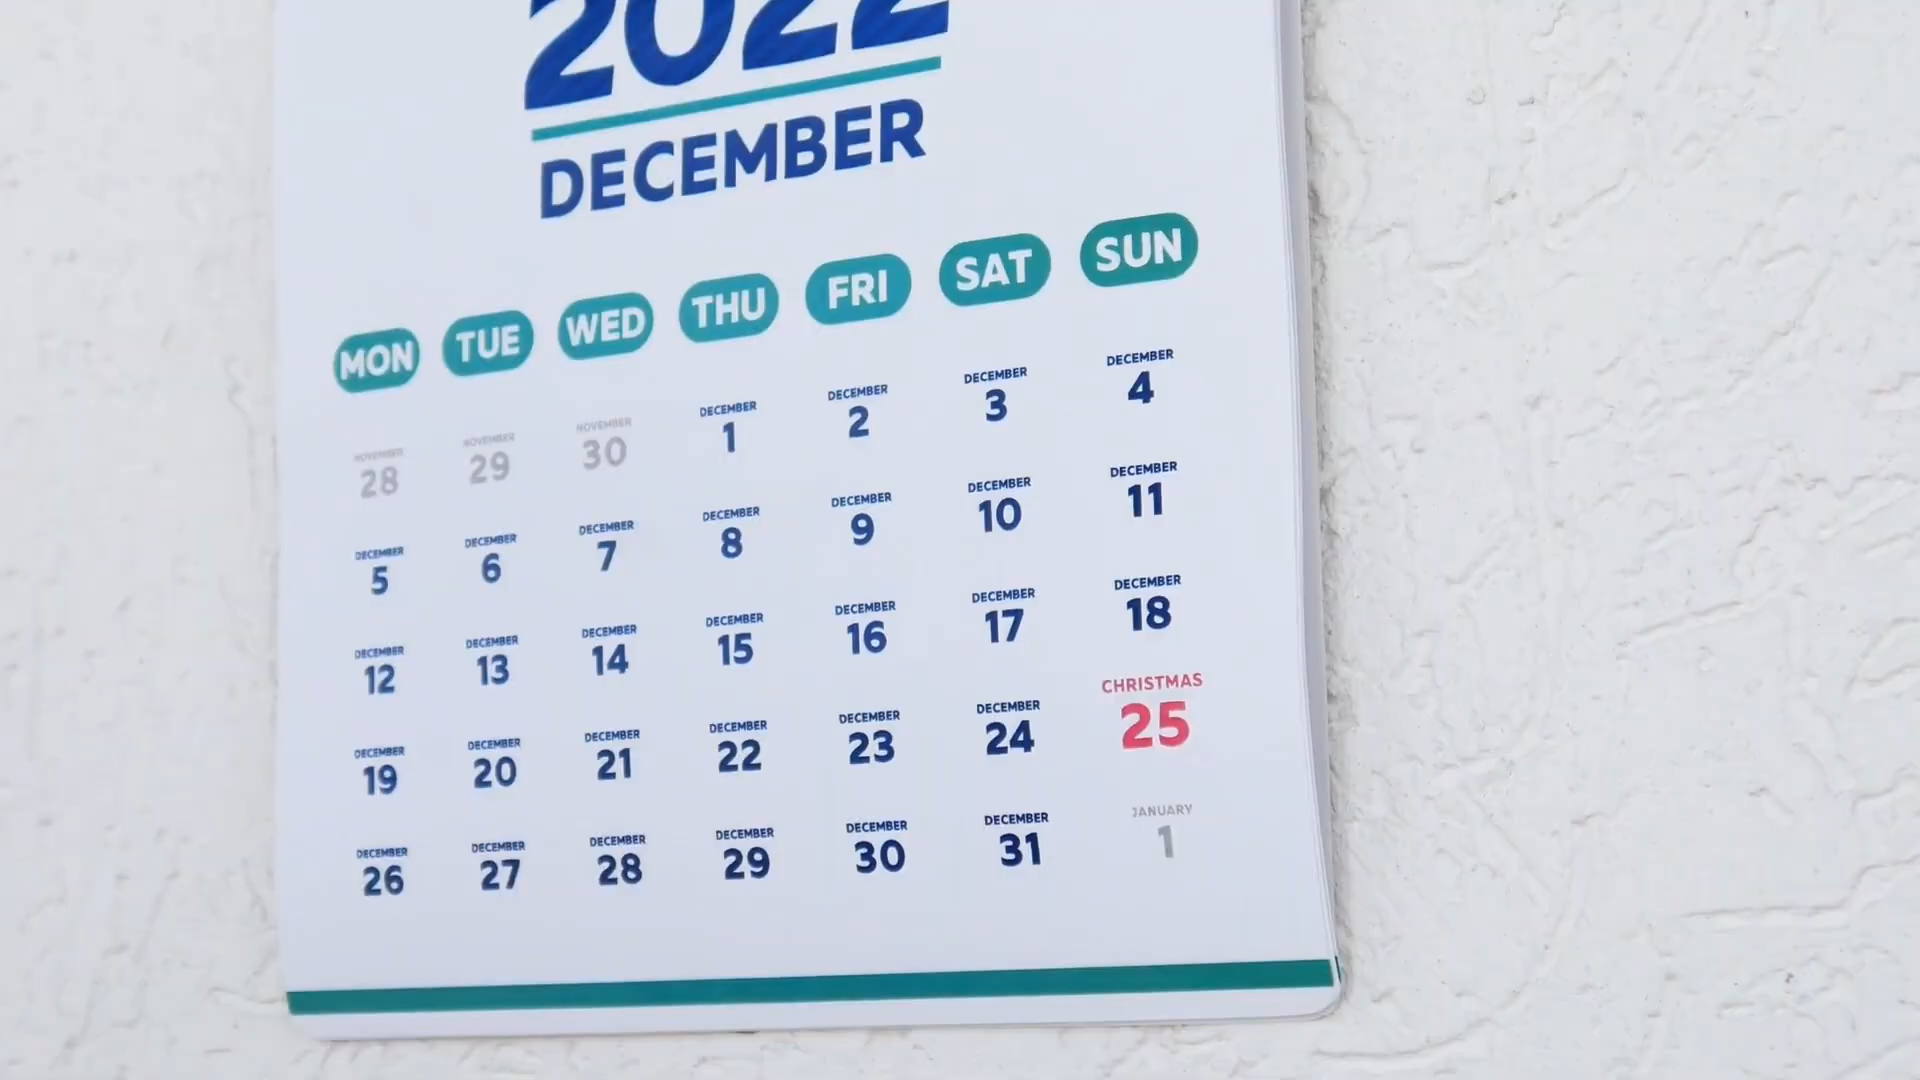 2022
DECEMBER
MON TUE WED THU FRI SAT SUN
NOVEMBER NOVEMBER NOVEMBER DECEMBER DECEMBER DECEMBER DECEMBER
28 29 30 1 2 3 4
DECEMBER DECEMBER DECEMBER DECEMBER DECEMBER DECEMBER DECEMBER
5 6 7 8 9 10 11
DECEMBER DECEMBER DECEMBER DECEMBER DECEMBER DECEMBER DECEMBER
12 13 14 15 16 17 18
DECEMBER DECEMBER DECEMBER DECEMBER DECEMBER DECEMBER CHRISTMAS
19 20 21 22 23 24 25
DECEMBER DECEMBER DECEMBER DECEMBER DECEMBER DECEMBER JANUARY
26 27 28 29 30 31 1